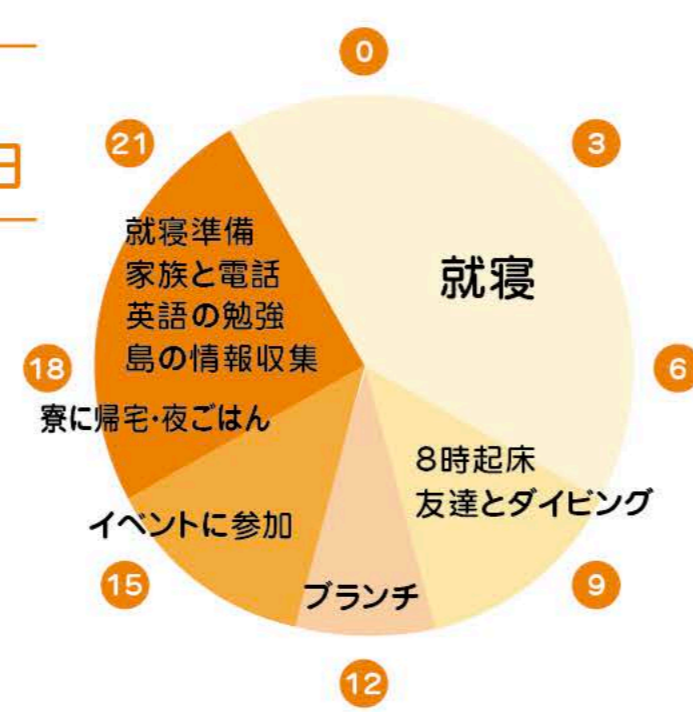 0
3
6
9
12
15
18
21
就寝
8時起床
友達とダイビング
ブランチ
イベントに参加
寮に帰宅・夜ごはん
就寝準備
家族と電話
英語の勉強
島の情報収集